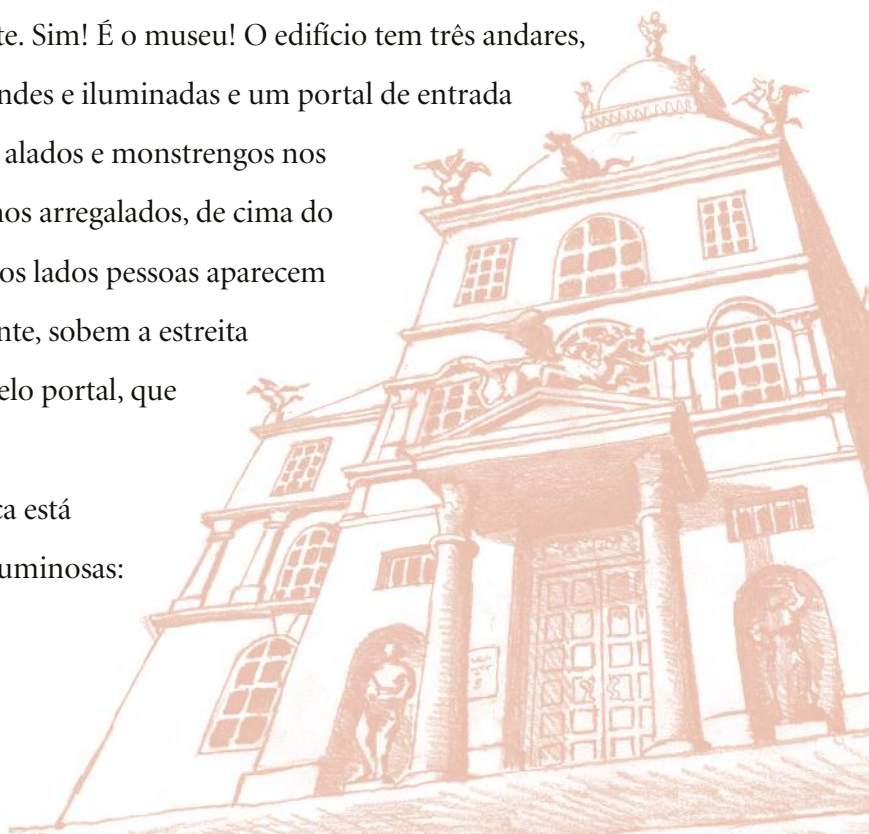 te. Sim! É o museu! O edifício tem três andares,
ndes e iluminadas e um portal de entrada
alados e monstrengos nos
nos arregalados, de cima do
os lados pessoas aparecem
nte, sobem a estreita
elo portal, que
ça está
uminosas: